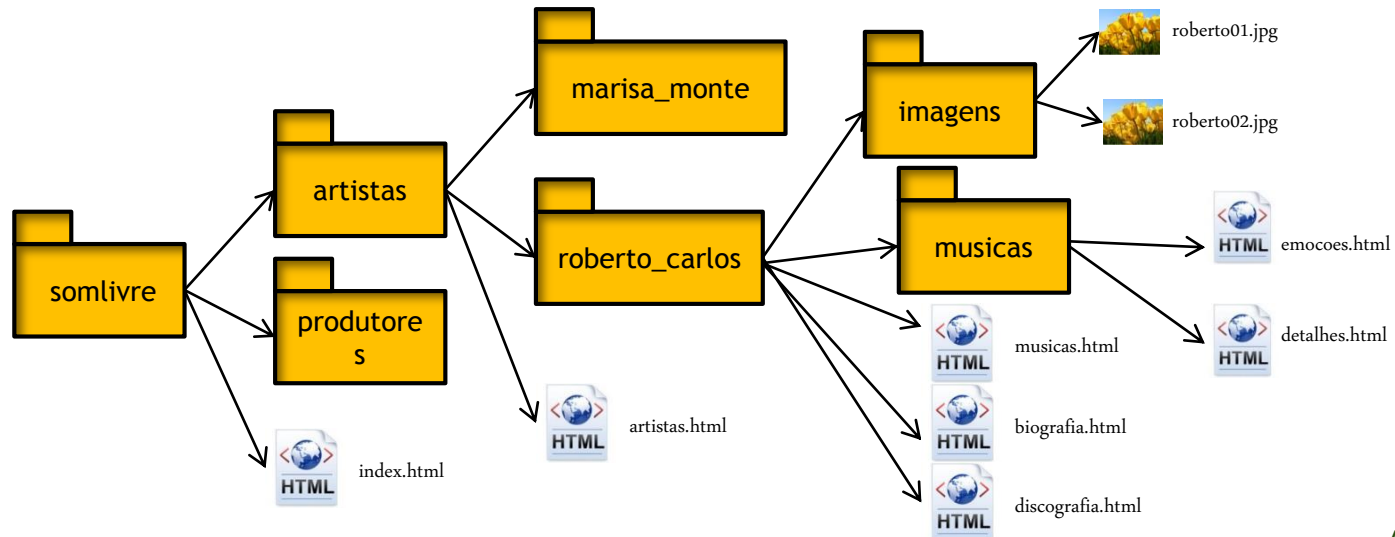 somlivre
artistas
produtore
s
index.html
HTML
marisa_monte
roberto_carlos
artistas.html
HTML
imagens
musicas
roberto01.jpg
roberto02.jpg
HTML
emocoes.html
HTML
detalhes.html
HTML
musicas.html
HTML
biografia.html
HTML
discografia.html